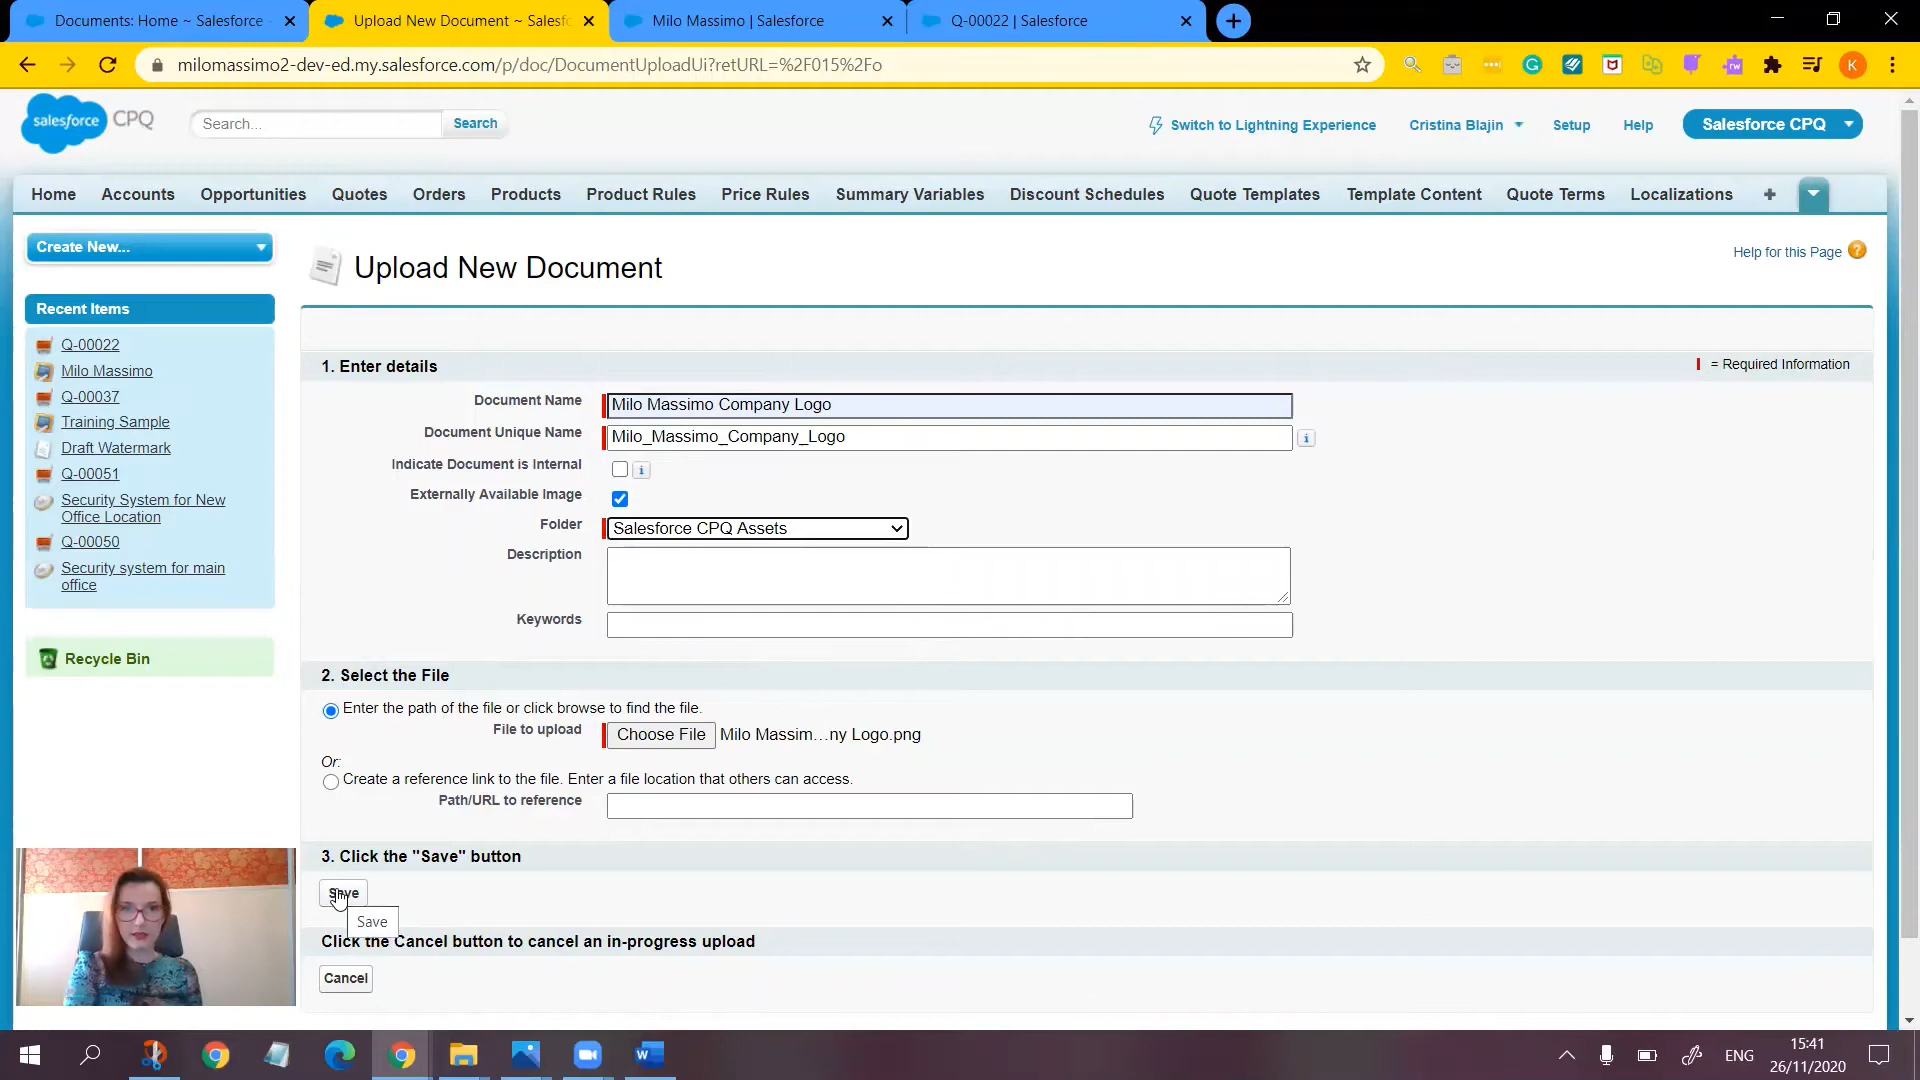 Documents: Home ~ Salesforce
Upload New Document ~ Salesfo
Milo Massimo | Salesforce
Q-00022 | Salesforce
milomassimo2-dev-ed.my.salesforce.com/p/doc/DocumentUploadUi?retURL=%2F015%2Fo
K
salesforce CPQ
Search...
Search
Switch to Lightning Experience
Cristina Blajin
Setup
Help
Salesforce CPQ
Home Accounts Opportunities Quotes Orders Products Product Rules Price Rules Summary Variables Discount Schedules Quote Templates Template Content Quote Terms Localizations +
Create New...
Recent Items
Q-00022
Milo Massimo
Q-00037
Training Sample
Draft Watermark
Q-00051
Security System for New
Office Location
Q-00050
Security system for main
office
Recycle Bin
Upload New Document
Help for this Page ?
1. Enter details
= Required Information
Document Name Milo Massimo Company Logo
Document Unique Name Milo_Massimo_Company_Logo
Indicate Document is Internal
Externally Available Image
Folder Salesforce CPQ Assets
Description
Keywords
2. Select the File
Enter the path of the file or click browse to find the file.
File to upload Choose File Milo Massim...ny Logo.png
Or:
Create a reference link to the file. Enter a file location that others can access.
Path/URL to reference
3. Click the "Save" button
Save
Save
Click the Cancel button to cancel an in-progress upload
Cancel
ENG
15:41
26/11/2020